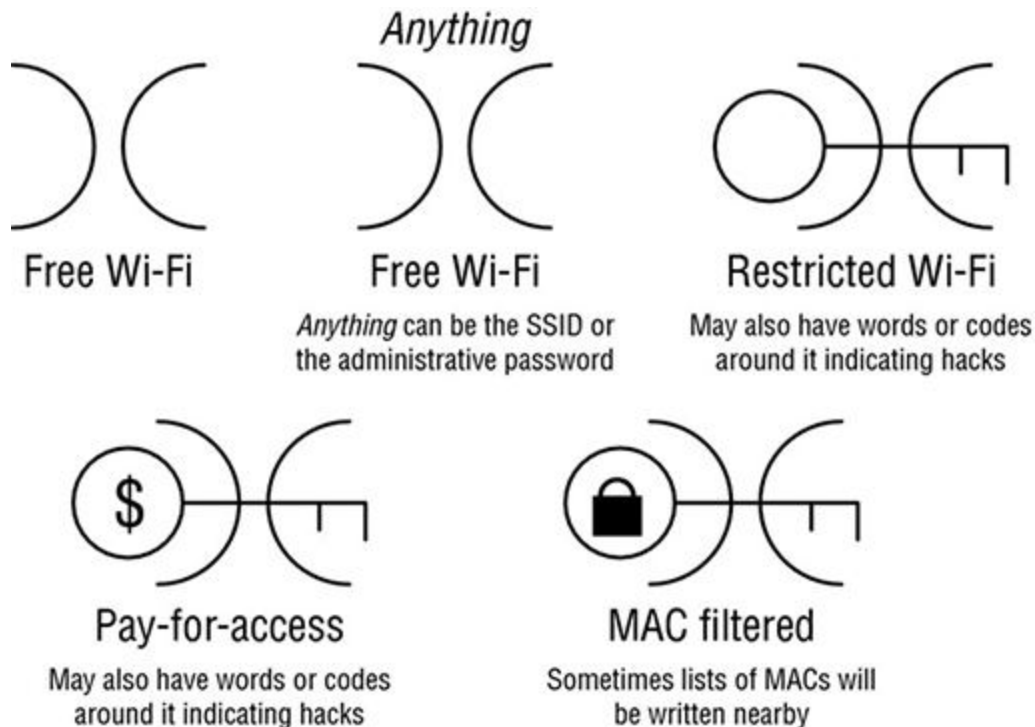 Anything
Free Wi-Fi
Free Wi-Fi
Anything can be the SSID or
the administrative password
Restricted Wi-Fi
May also have words or codes
around it indicating hacks
$
Pay-for-access
May also have words or codes
around it indicating hacks
MAC filtered
Sometimes lists of MACs will
be written nearby